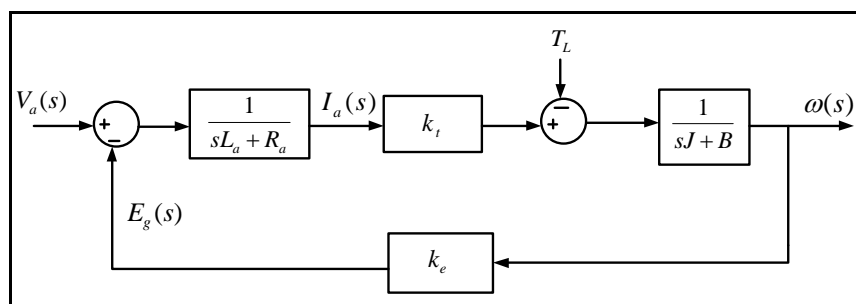 T_L
V_a(s)
+
−
1
sL_a + R_a
I_a(s)
k_t
−
+
1
sJ + B
ω(s)
E_g(s)
k_e